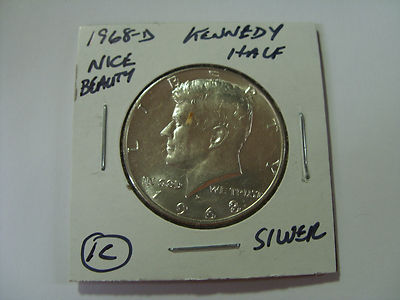 1968-D KENNEDY
NICE HALF
BEAUTY
LIBERTY
IN GOD WE TRUST
1968
1C SILVER